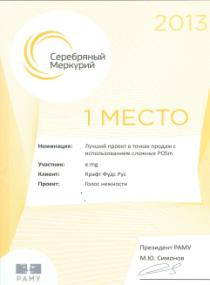 2013
Серебряный
Меркурий
1 МЕСТО
Номинация: Лучший проект в точках продаж с
использованием сложных POSm
Участник: e:mg
Клиент: Крафт Фудс Рус
Проект: Голос нежности
Президент РАМУ
М.Ю. Симонов
РАМУ